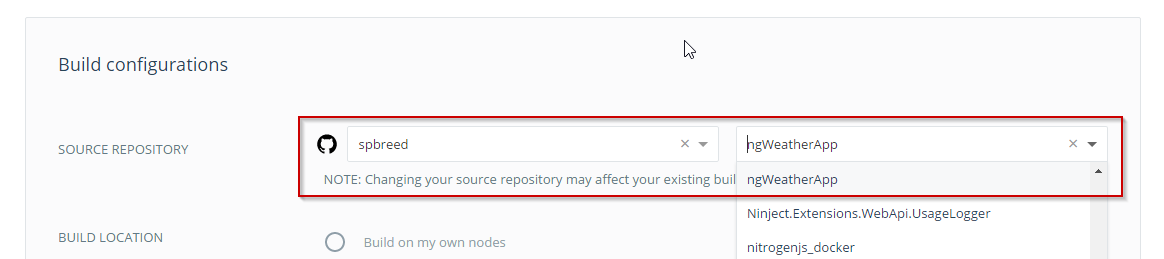 Build configurations
SOURCE REPOSITORY
spbreed
ngWeatherApp
NOTE: Changing your source repository may affect your existing
ngWeatherApp
Ninject.Extensions.WebApi.UsageLogger
BUILD LOCATION
Build on my own nodes
nitrogenjs_docker